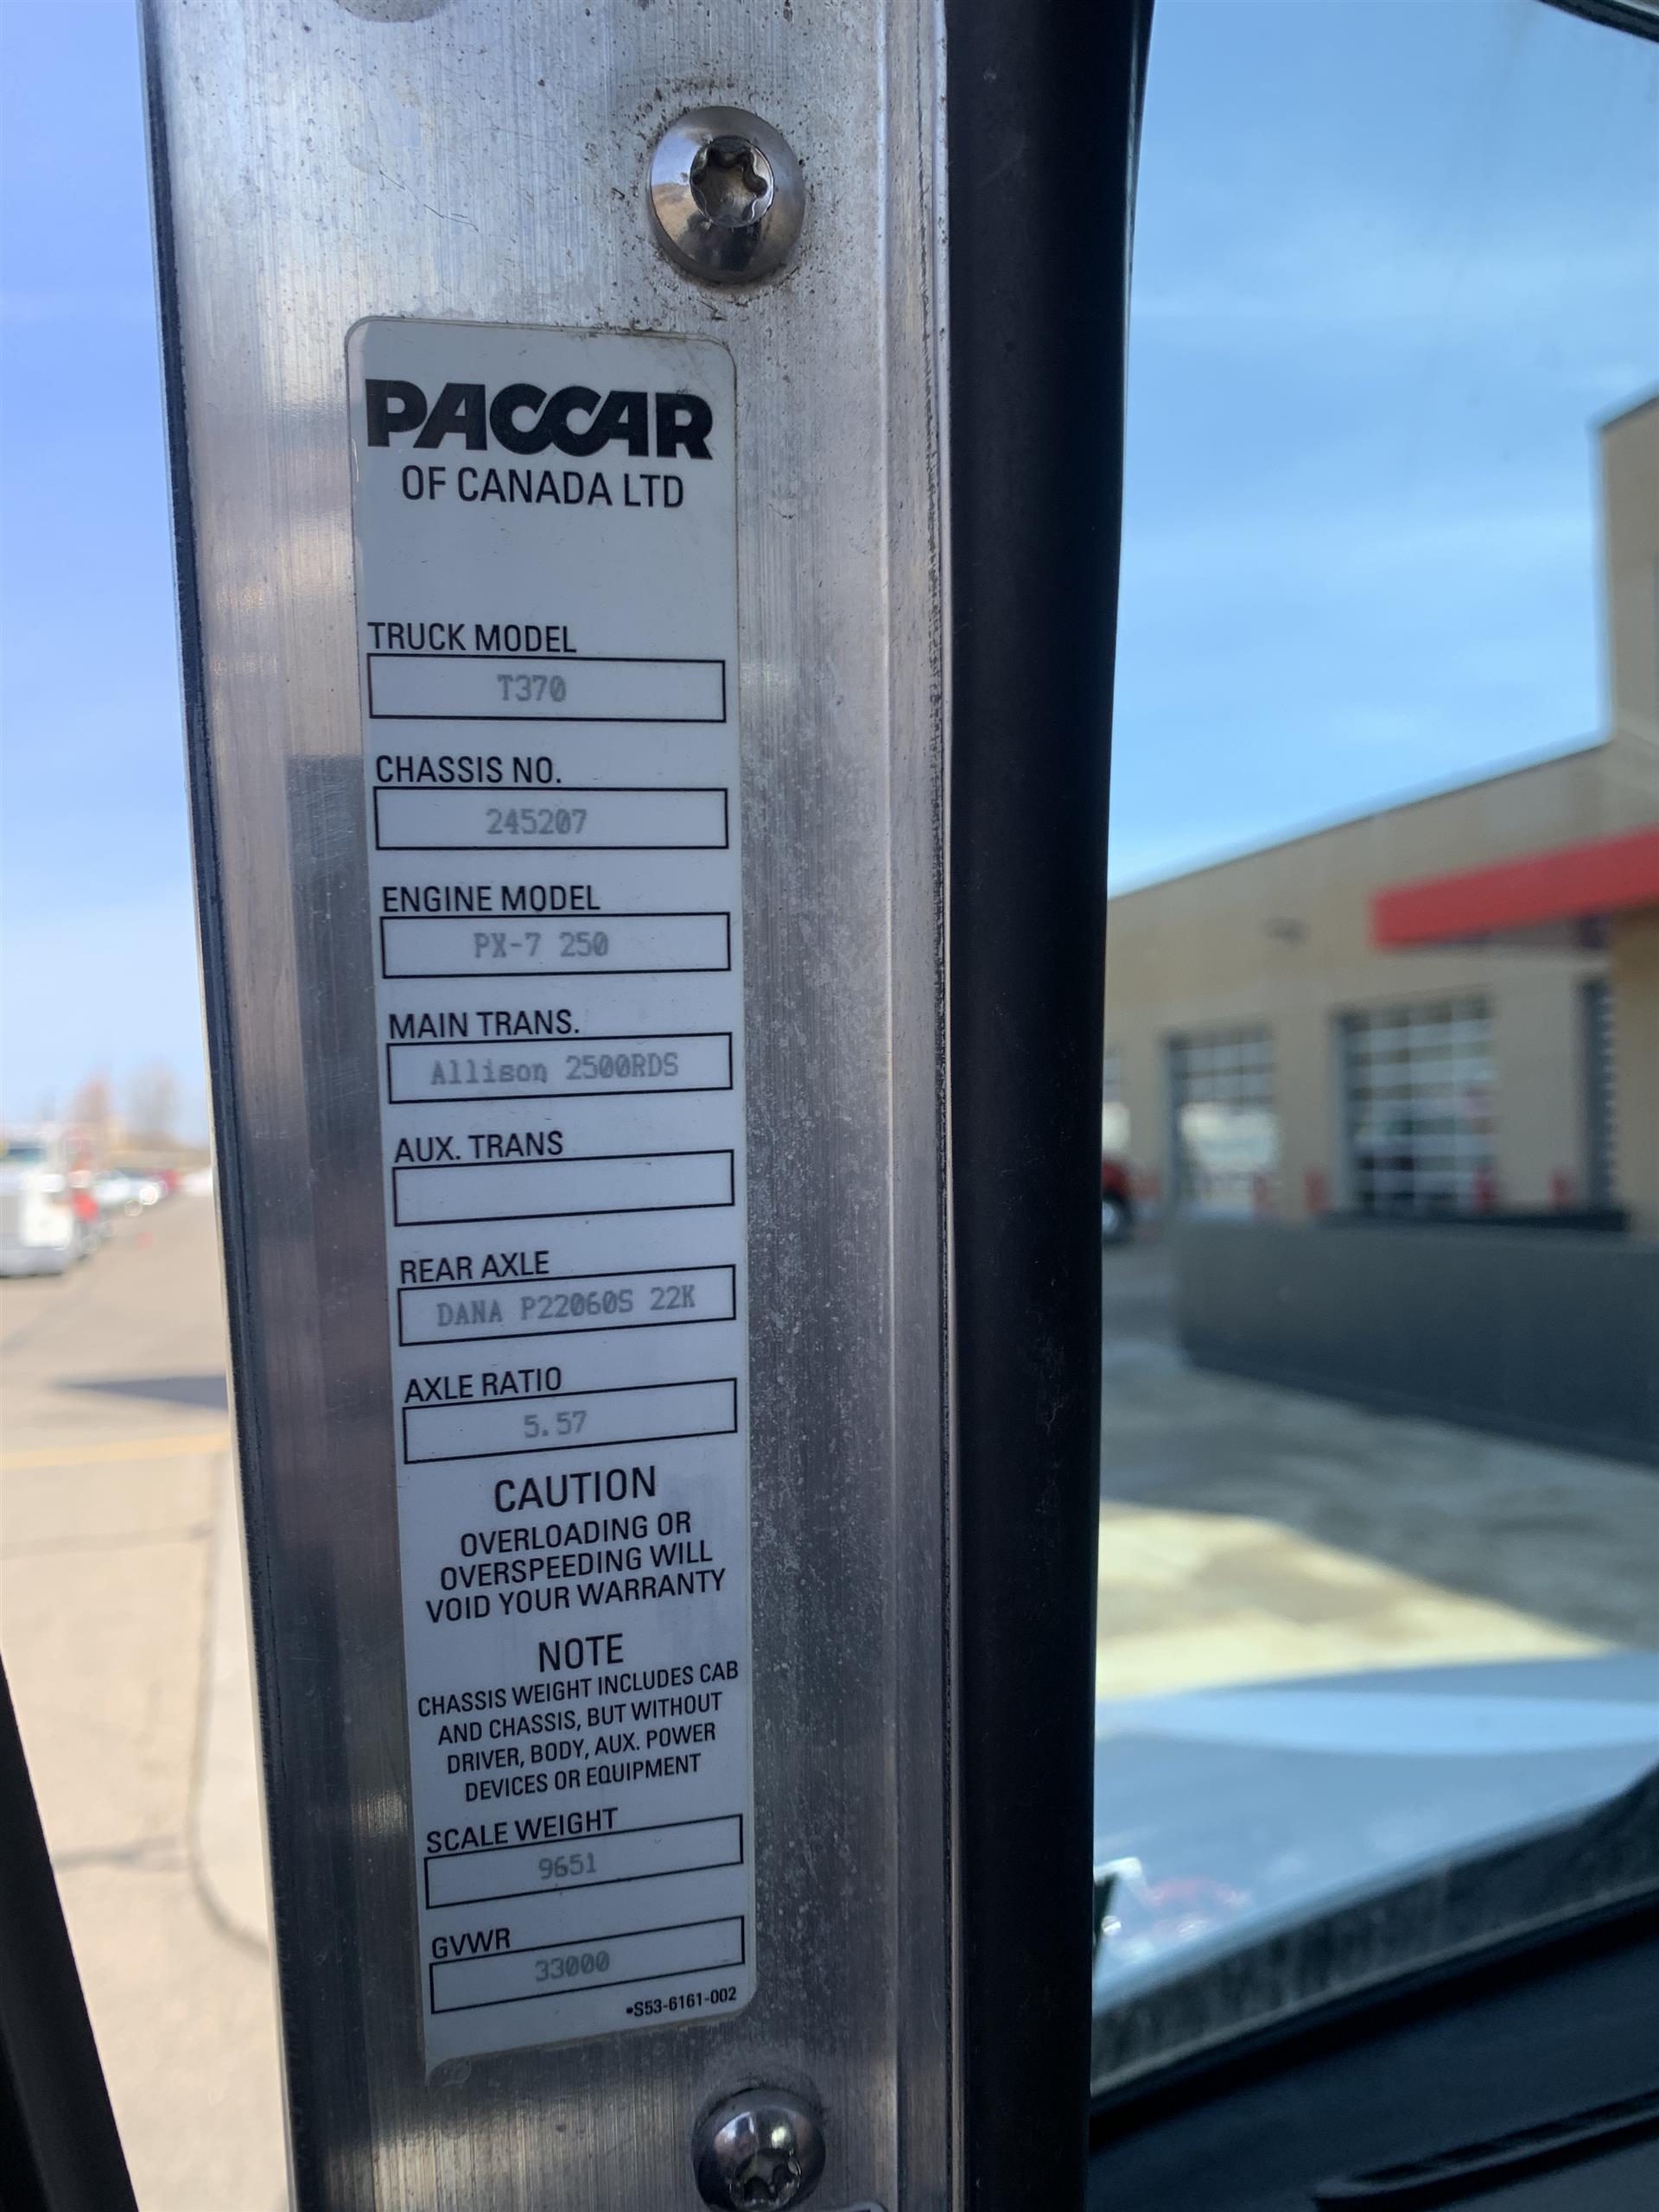 PACCAR
OF CANADA LTD
TRUCK MODEL
T370
CHASSIS NO.
245207
ENGINE MODEL
PX-7 250
MAIN TRANS.
Allison 2500RDS
AUX. TRANS
REAR AXLE
DANA P22060S 22K
AXLE RATIO
5.57
CAUTION
OVERLOADING OR
OVERSPEEDING WILL
VOID YOUR WARRANTY
NOTE
CHASSIS WEIGHT INCLUDES CAB
AND CHASSIS, BUT WITHOUT
DRIVER, BODY, AUX. POWER
DEVICES OR EQUIPMENT
SCALE WEIGHT
9651
GVWR
33000
•S53-6161-002